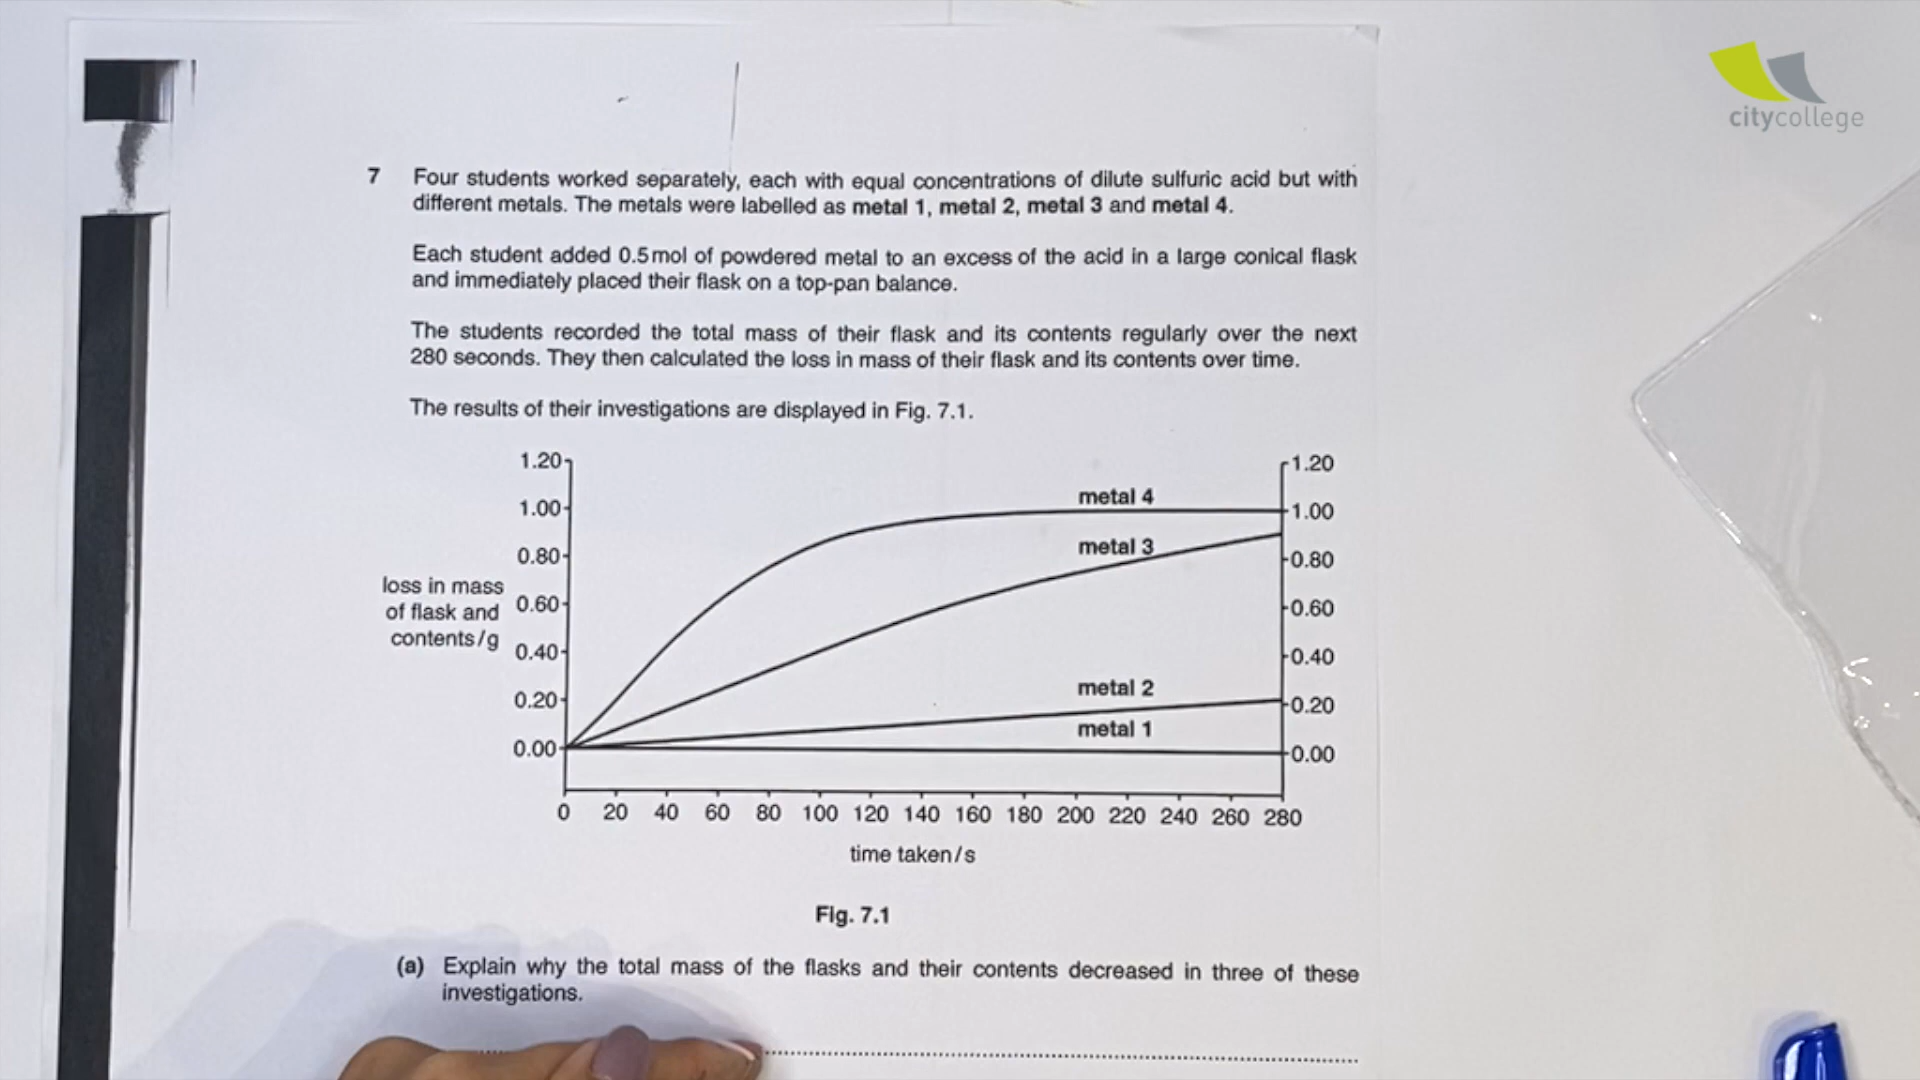 citycollege
7 Four students worked separately, each with equal concentrations of dilute sulfuric acid but with
different metals. The metals were labelled as metal 1, metal 2, metal 3 and metal 4.
Each student added 0.5 mol of powdered metal to an excess of the acid in a large conical flask
and immediately placed their flask on a top-pan balance.
The students recorded the total mass of their flask and its contents regularly over the next
280 seconds. They then calculated the loss in mass of their flask and its contents over time.
The results of their investigations are displayed in Fig. 7.1.
1.20 1.20
metal 4
1.00 1.00
metal 3
0.80 0.80
loss in mass
of flask and
contents/g
0.60 0.60
0.40 0.40
metal 2
0.20 0.20
metal 1
0.00 0.00
0 20 40 60 80 100 120 140 160 180 200 220 240 260 280
time taken/s
Fig. 7.1
(a) Explain why the total mass of the flasks and their contents decreased in three of these
investigations.